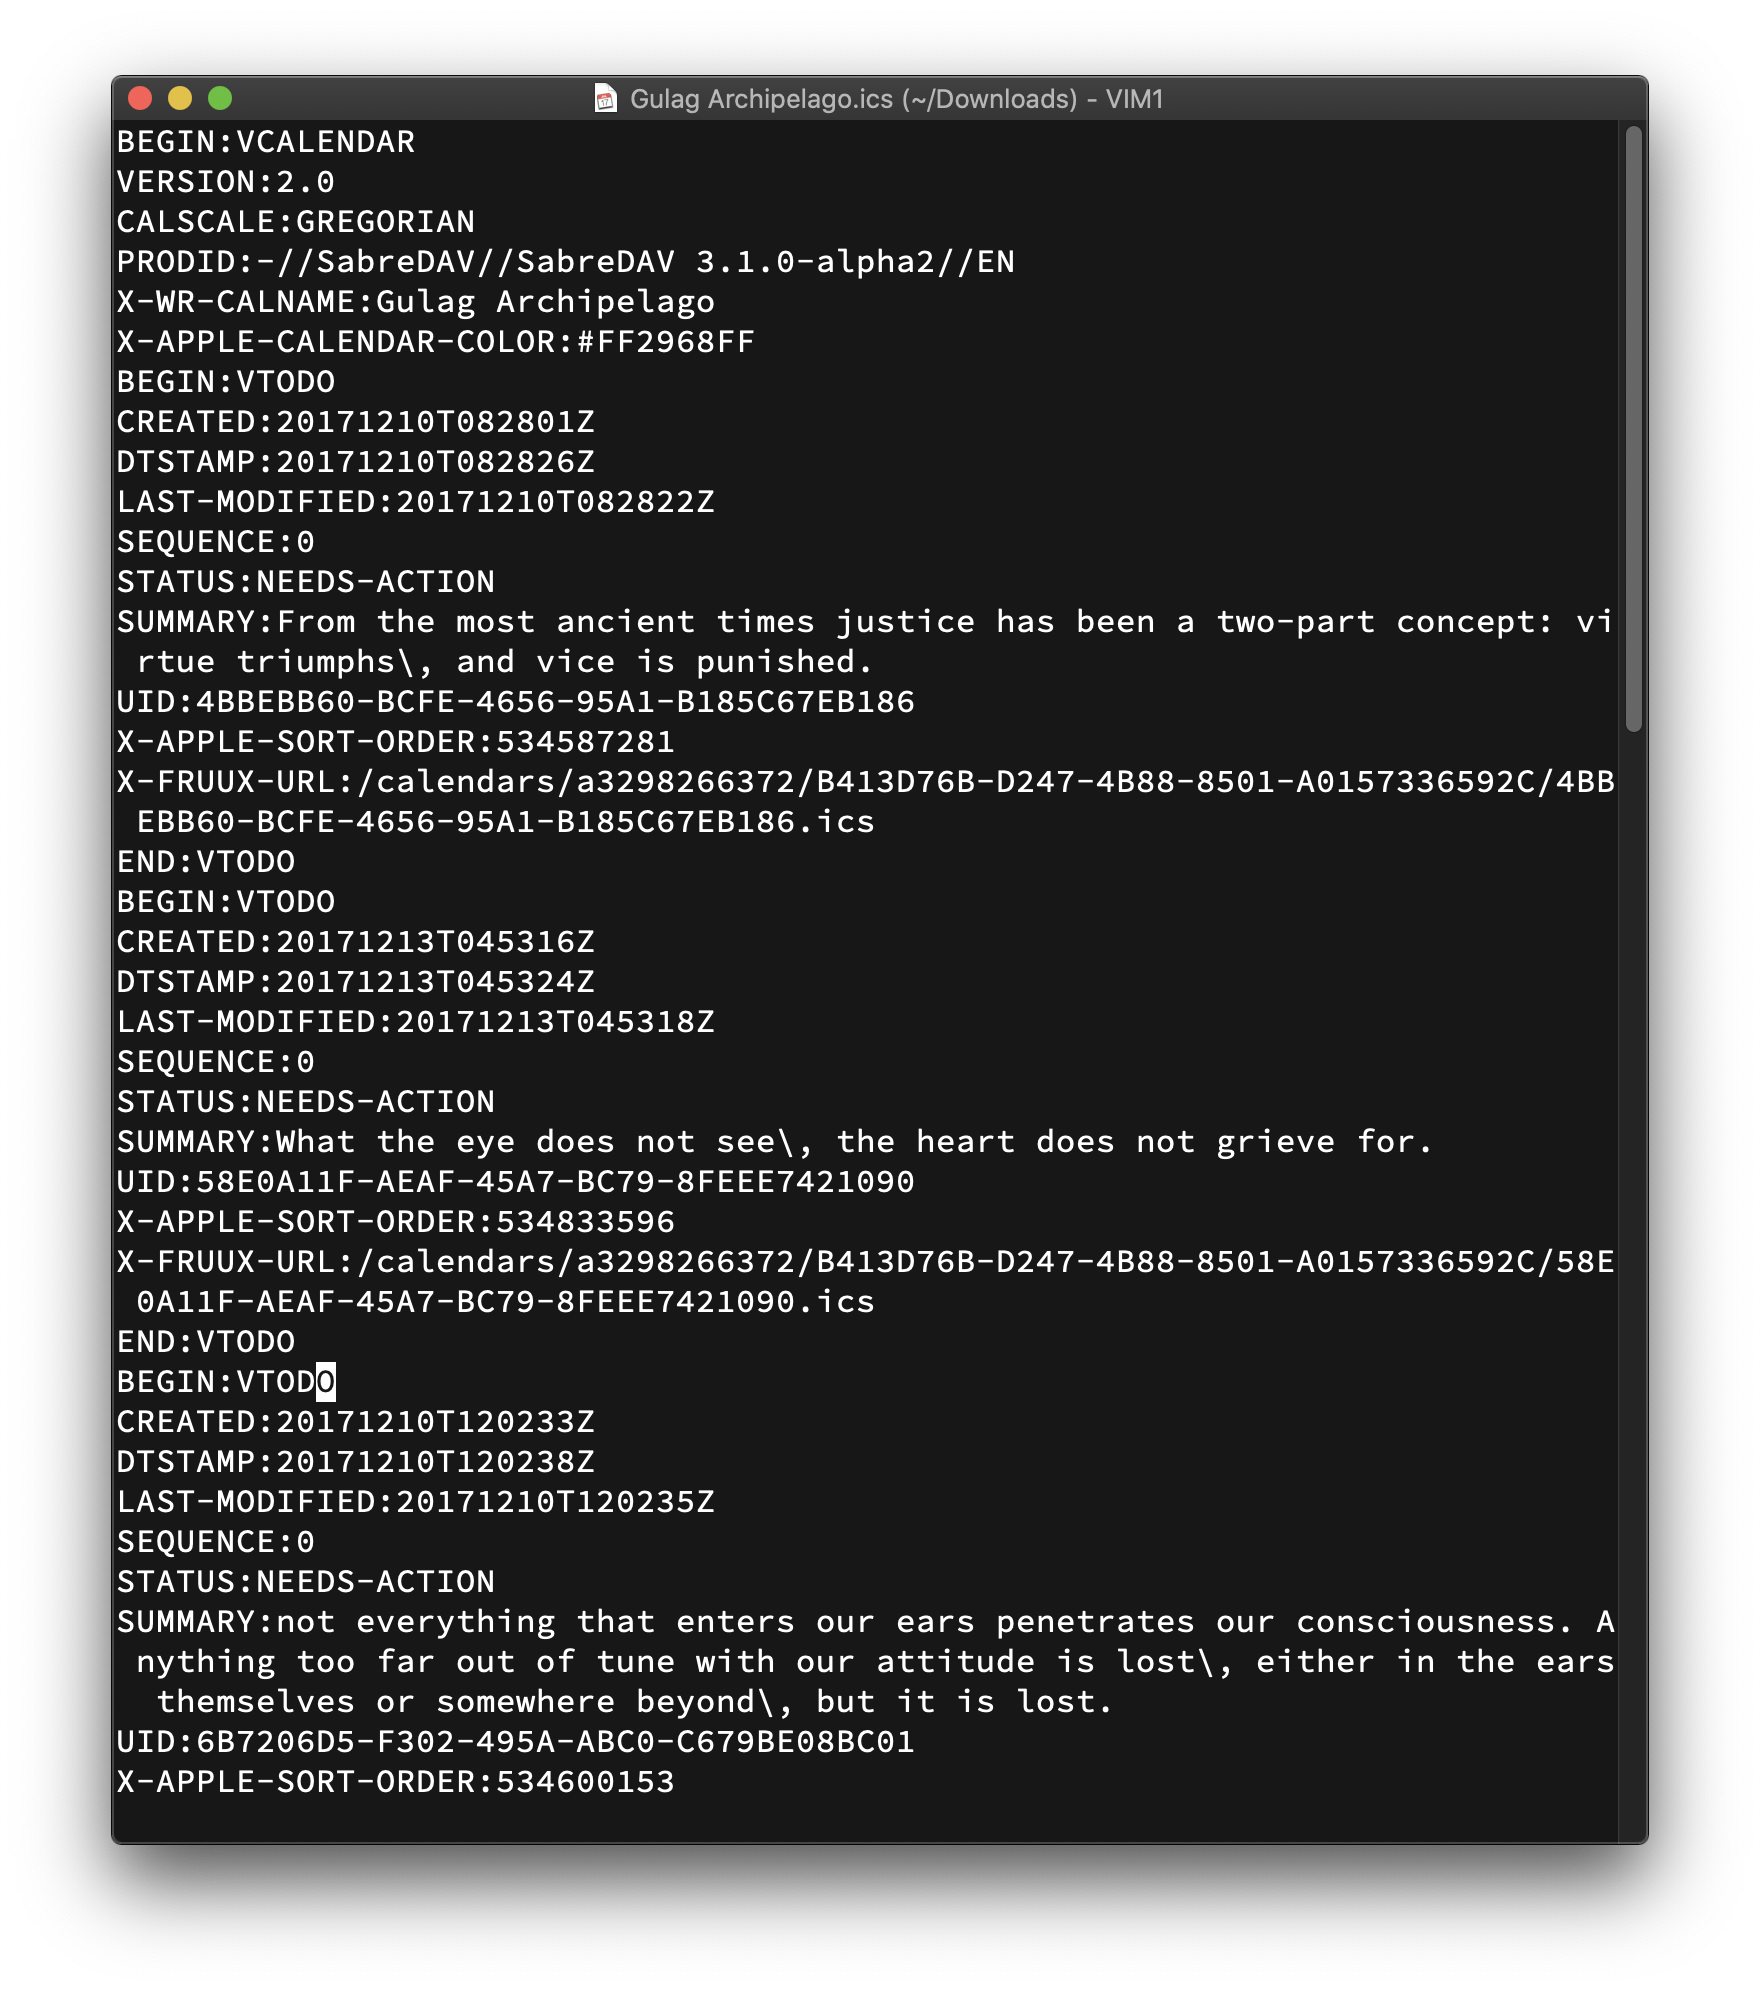 Gulag Archipelago.ics (~/Downloads) - VIM1
BEGIN:VCALENDAR
VERSION:2.0
CALSCALE:GREGORIAN
PRODID:-//SabreDAV//SabreDAV 3.1.0-alpha2//EN
X-WR-CALNAME:Gulag Archipelago
X-APPLE-CALENDAR-COLOR:#FF2968FF
BEGIN:VTODO
CREATED:20171210T082801Z
DTSTAMP:20171210T082826Z
LAST-MODIFIED:20171210T082822Z
SEQUENCE:0
STATUS:NEEDS-ACTION
SUMMARY:From the most ancient times justice has been a two-part concept: vi
 rtue triumphs\, and vice is punished.
UID:4BBEBB60-BCFE-4656-95A1-B185C67EB186
X-APPLE-SORT-ORDER:534587281
X-FRUUX-URL:/calendars/a3298266372/B413D76B-D247-4B88-8501-A0157336592C/4BB
 EBB60-BCFE-4656-95A1-B185C67EB186.ics
END:VTODO
BEGIN:VTODO
CREATED:20171213T045316Z
DTSTAMP:20171213T045324Z
LAST-MODIFIED:20171213T045318Z
SEQUENCE:0
STATUS:NEEDS-ACTION
SUMMARY:What the eye does not see\, the heart does not grieve for.
UID:58E0A11F-AEAF-45A7-BC79-8FEEE7421090
X-APPLE-SORT-ORDER:534833596
X-FRUUX-URL:/calendars/a3298266372/B413D76B-D247-4B88-8501-A0157336592C/58E
 0A11F-AEAF-45A7-BC79-8FEEE7421090.ics
END:VTODO
BEGIN:VTODO
CREATED:20171210T120233Z
DTSTAMP:20171210T120238Z
LAST-MODIFIED:20171210T120235Z
SEQUENCE:0
STATUS:NEEDS-ACTION
SUMMARY:not everything that enters our ears penetrates our consciousness. A
 nything too far out of tune with our attitude is lost\, either in the ears
  themselves or somewhere beyond\, but it is lost.
UID:6B7206D5-F302-495A-ABC0-C679BE08BC01
X-APPLE-SORT-ORDER:534600153